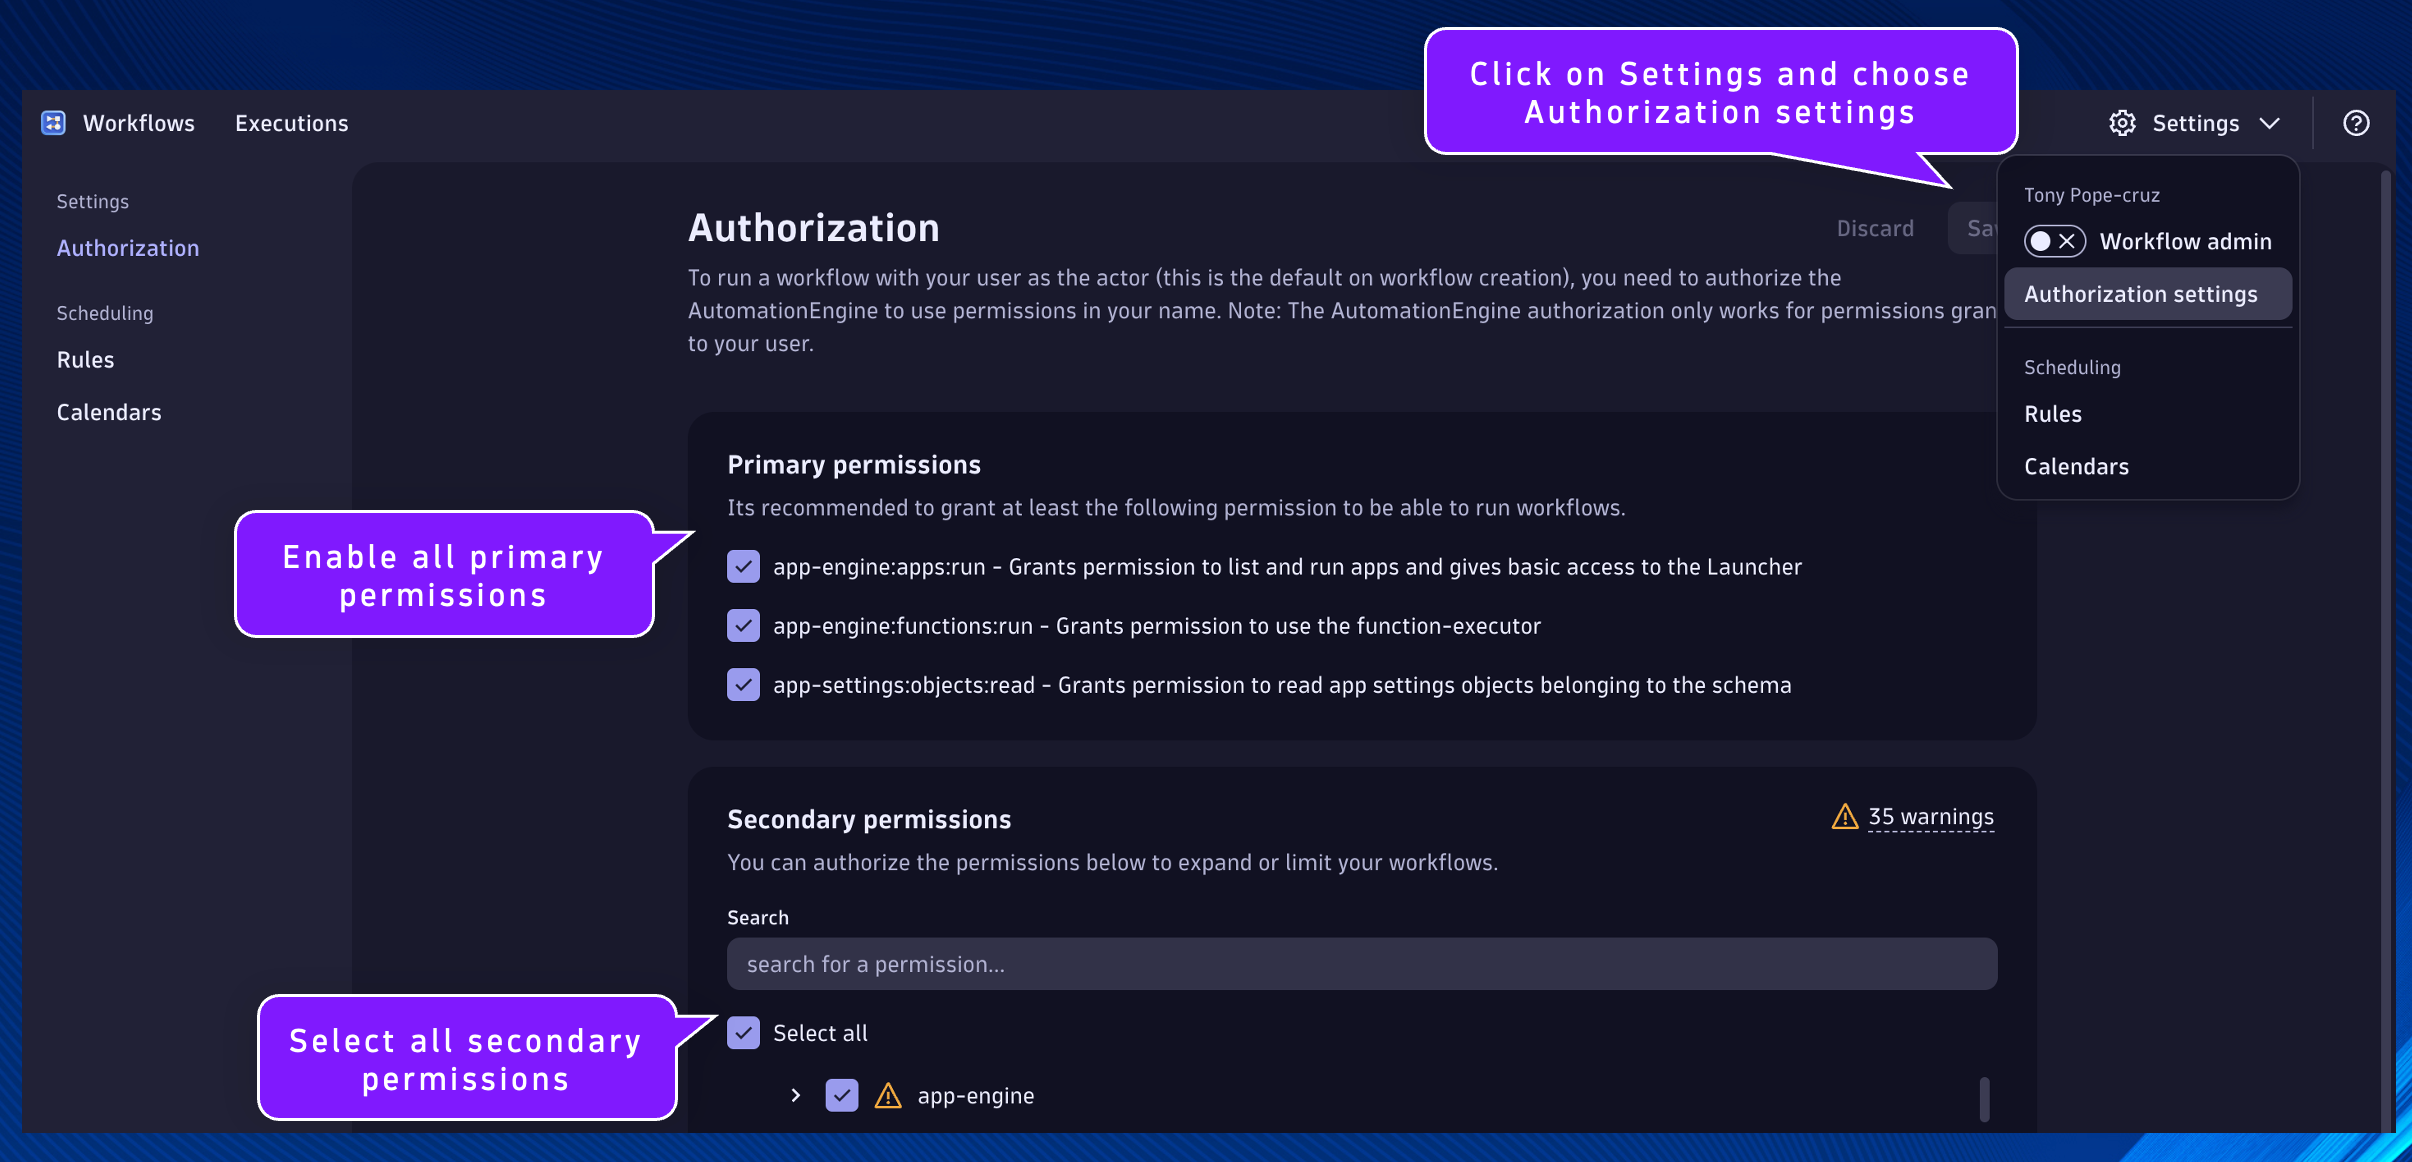 Click on Settings and choose
Authorization settings
Workflows
Executions
Settings
Settings
Authorization
Scheduling
Rules
Calendars
Tony Pope-cruz
Workflow admin
Authorization settings
Scheduling
Rules
Calendars
Authorization
Discard
To run a workflow with your user as the actor (this is the default on workflow creation), you need to authorize the
AutomationEngine to use permissions in your name. Note: The AutomationEngine authorization only works for permissions gran
to your user.
Primary permissions
Its recommended to grant at least the following permission to be able to run workflows.
Enable all primary
permissions
app-engine:apps:run - Grants permission to list and run apps and gives basic access to the Launcher
app-engine:functions:run - Grants permission to use the function-executor
app-settings:objects:read - Grants permission to read app settings objects belonging to the schema
Secondary permissions
35 warnings
You can authorize the permissions below to expand or limit your workflows.
Search
search for a permission...
Select all secondary
permissions
Select all
app-engine